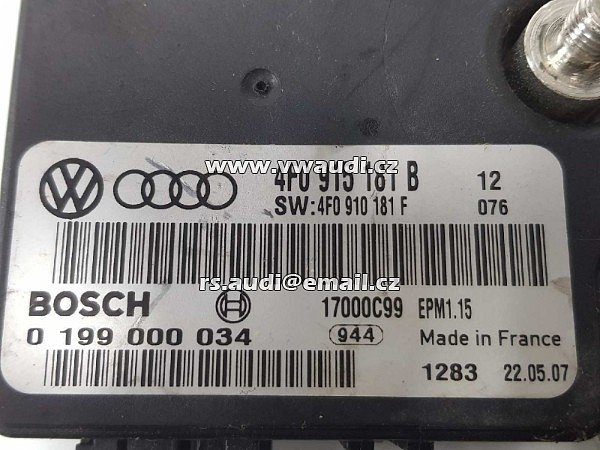 www.vwaudi.cz
4F0 915 181 B 12
SW:4F0 910 181 F 076
rs.audi@email.cz
BOSCH 17000C99 EPM1.15
0 199 000 034 944 Made in France
1283 22.05.07